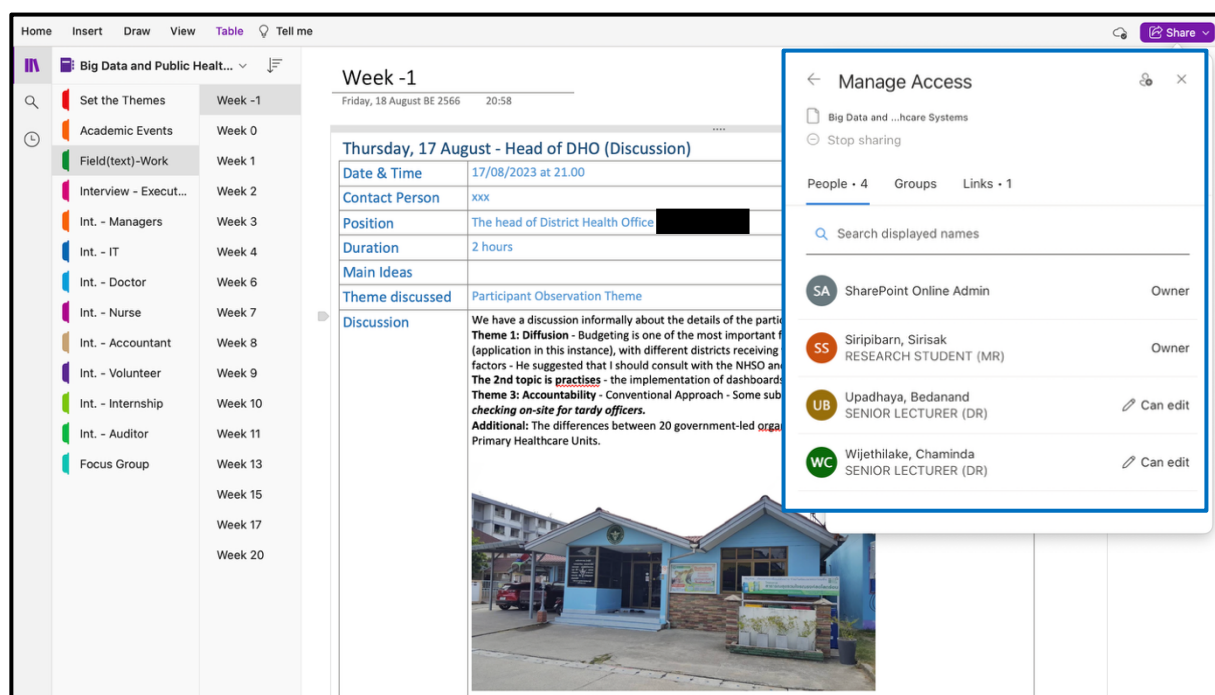 Home Insert Draw View Table Tell me
Share
Big Data and Public Healt...
Set the Themes
Academic Events
Field(text)-Work
Interview - Execut...
Int. - Managers
Int. - IT
Int. - Doctor
Int. - Nurse
Int. - Accountant
Int. - Volunteer
Int. - Internship
Int. - Auditor
Focus Group
Week -1
Week 0
Week 1
Week 2
Week 3
Week 4
Week 6
Week 7
Week 8
Week 9
Week 10
Week 11
Week 13
Week 15
Week 17
Week 20
Week -1
Friday, 18 August BE 2566 20:58
Thursday, 17 August - Head of DHO (Discussion)
Date & Time 17/08/2023 at 21.00
Contact Person xxx
Position The head of District Health Office
Duration 2 hours
Main Ideas
Theme discussed Participant Observation Theme
Discussion We have a discussion informally about the details of the partic
Theme 1: Diffusion - Budgeting is one of the most important f
(application in this instance), with different districts receiving
factors - He suggested that I should consult with the NHSO an
The 2nd topic is practises - the implementation of dashboards
Theme 3: Accountability - Conventional Approach - Some sub
checking on-site for tardy officers.
Additional: The differences between 20 government-led orga
Primary Healthcare Units.
Manage Access
Big Data and ...hcare Systems
Stop sharing
People • 4 Groups Links • 1
Search displayed names
SA SharePoint Online Admin Owner
SS Siripibarn, Sirisak Owner
RESEARCH STUDENT (MR)
UB Upadhaya, Bedanand Can edit
SENIOR LECTURER (DR)
WC Wijethilake, Chaminda Can edit
SENIOR LECTURER (DR)